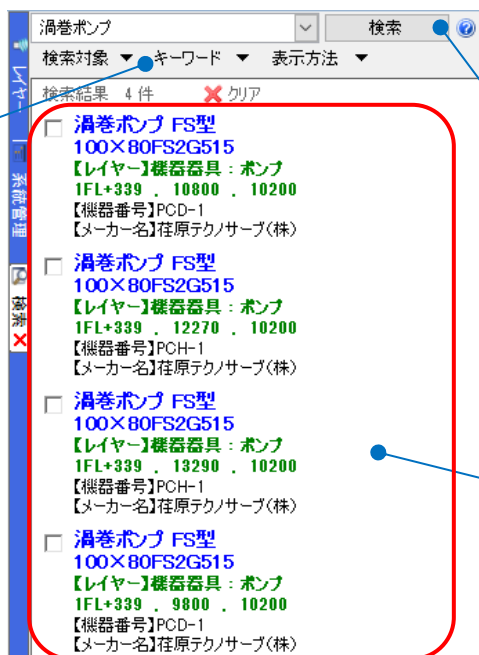 渦巻ポンプ 検索
検索対象 ▼ キーワード ▼ 表示方法 ▼
検索結果 4 件 クリア
レイヤー
系統管理
検索
渦巻ポンプ FS型
100×80FS2G515
【レイヤー】機器器具:ポンプ
1FL+339 . 10800 . 10200
【機器番号】PCD-1
【メーカー名】荏原テクノサーブ(株)
渦巻ポンプ FS型
100×80FS2G515
【レイヤー】機器器具:ポンプ
1FL+339 . 12270 . 10200
【機器番号】PCH-1
【メーカー名】荏原テクノサーブ(株)
渦巻ポンプ FS型
100×80FS2G515
【レイヤー】機器器具:ポンプ
1FL+339 . 13290 . 10200
【機器番号】PCH-1
【メーカー名】荏原テクノサーブ(株)
渦巻ポンプ FS型
100×80FS2G515
【レイヤー】機器器具:ポンプ
1FL+339 . 9800 . 10200
【機器番号】PCD-1
【メーカー名】荏原テクノサーブ(株)